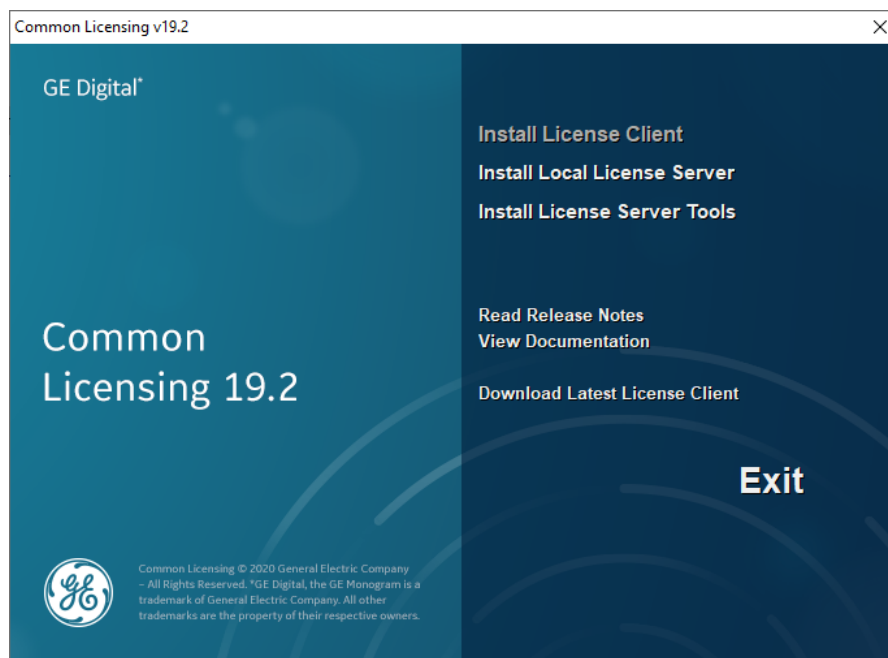 Common Licensing v19.2
GE Digital*
Install License Client
Install Local License Server
Install License Server Tools
Read Release Notes
View Documentation
Download Latest License Client
Common
Licensing 19.2
Exit
Common Licensing © 2020 General Electric Company
– All Rights Reserved. *GE Digital, the GE Monogram is a
trademark of General Electric Company. All other
trademarks are the property of their respective owners.
GE